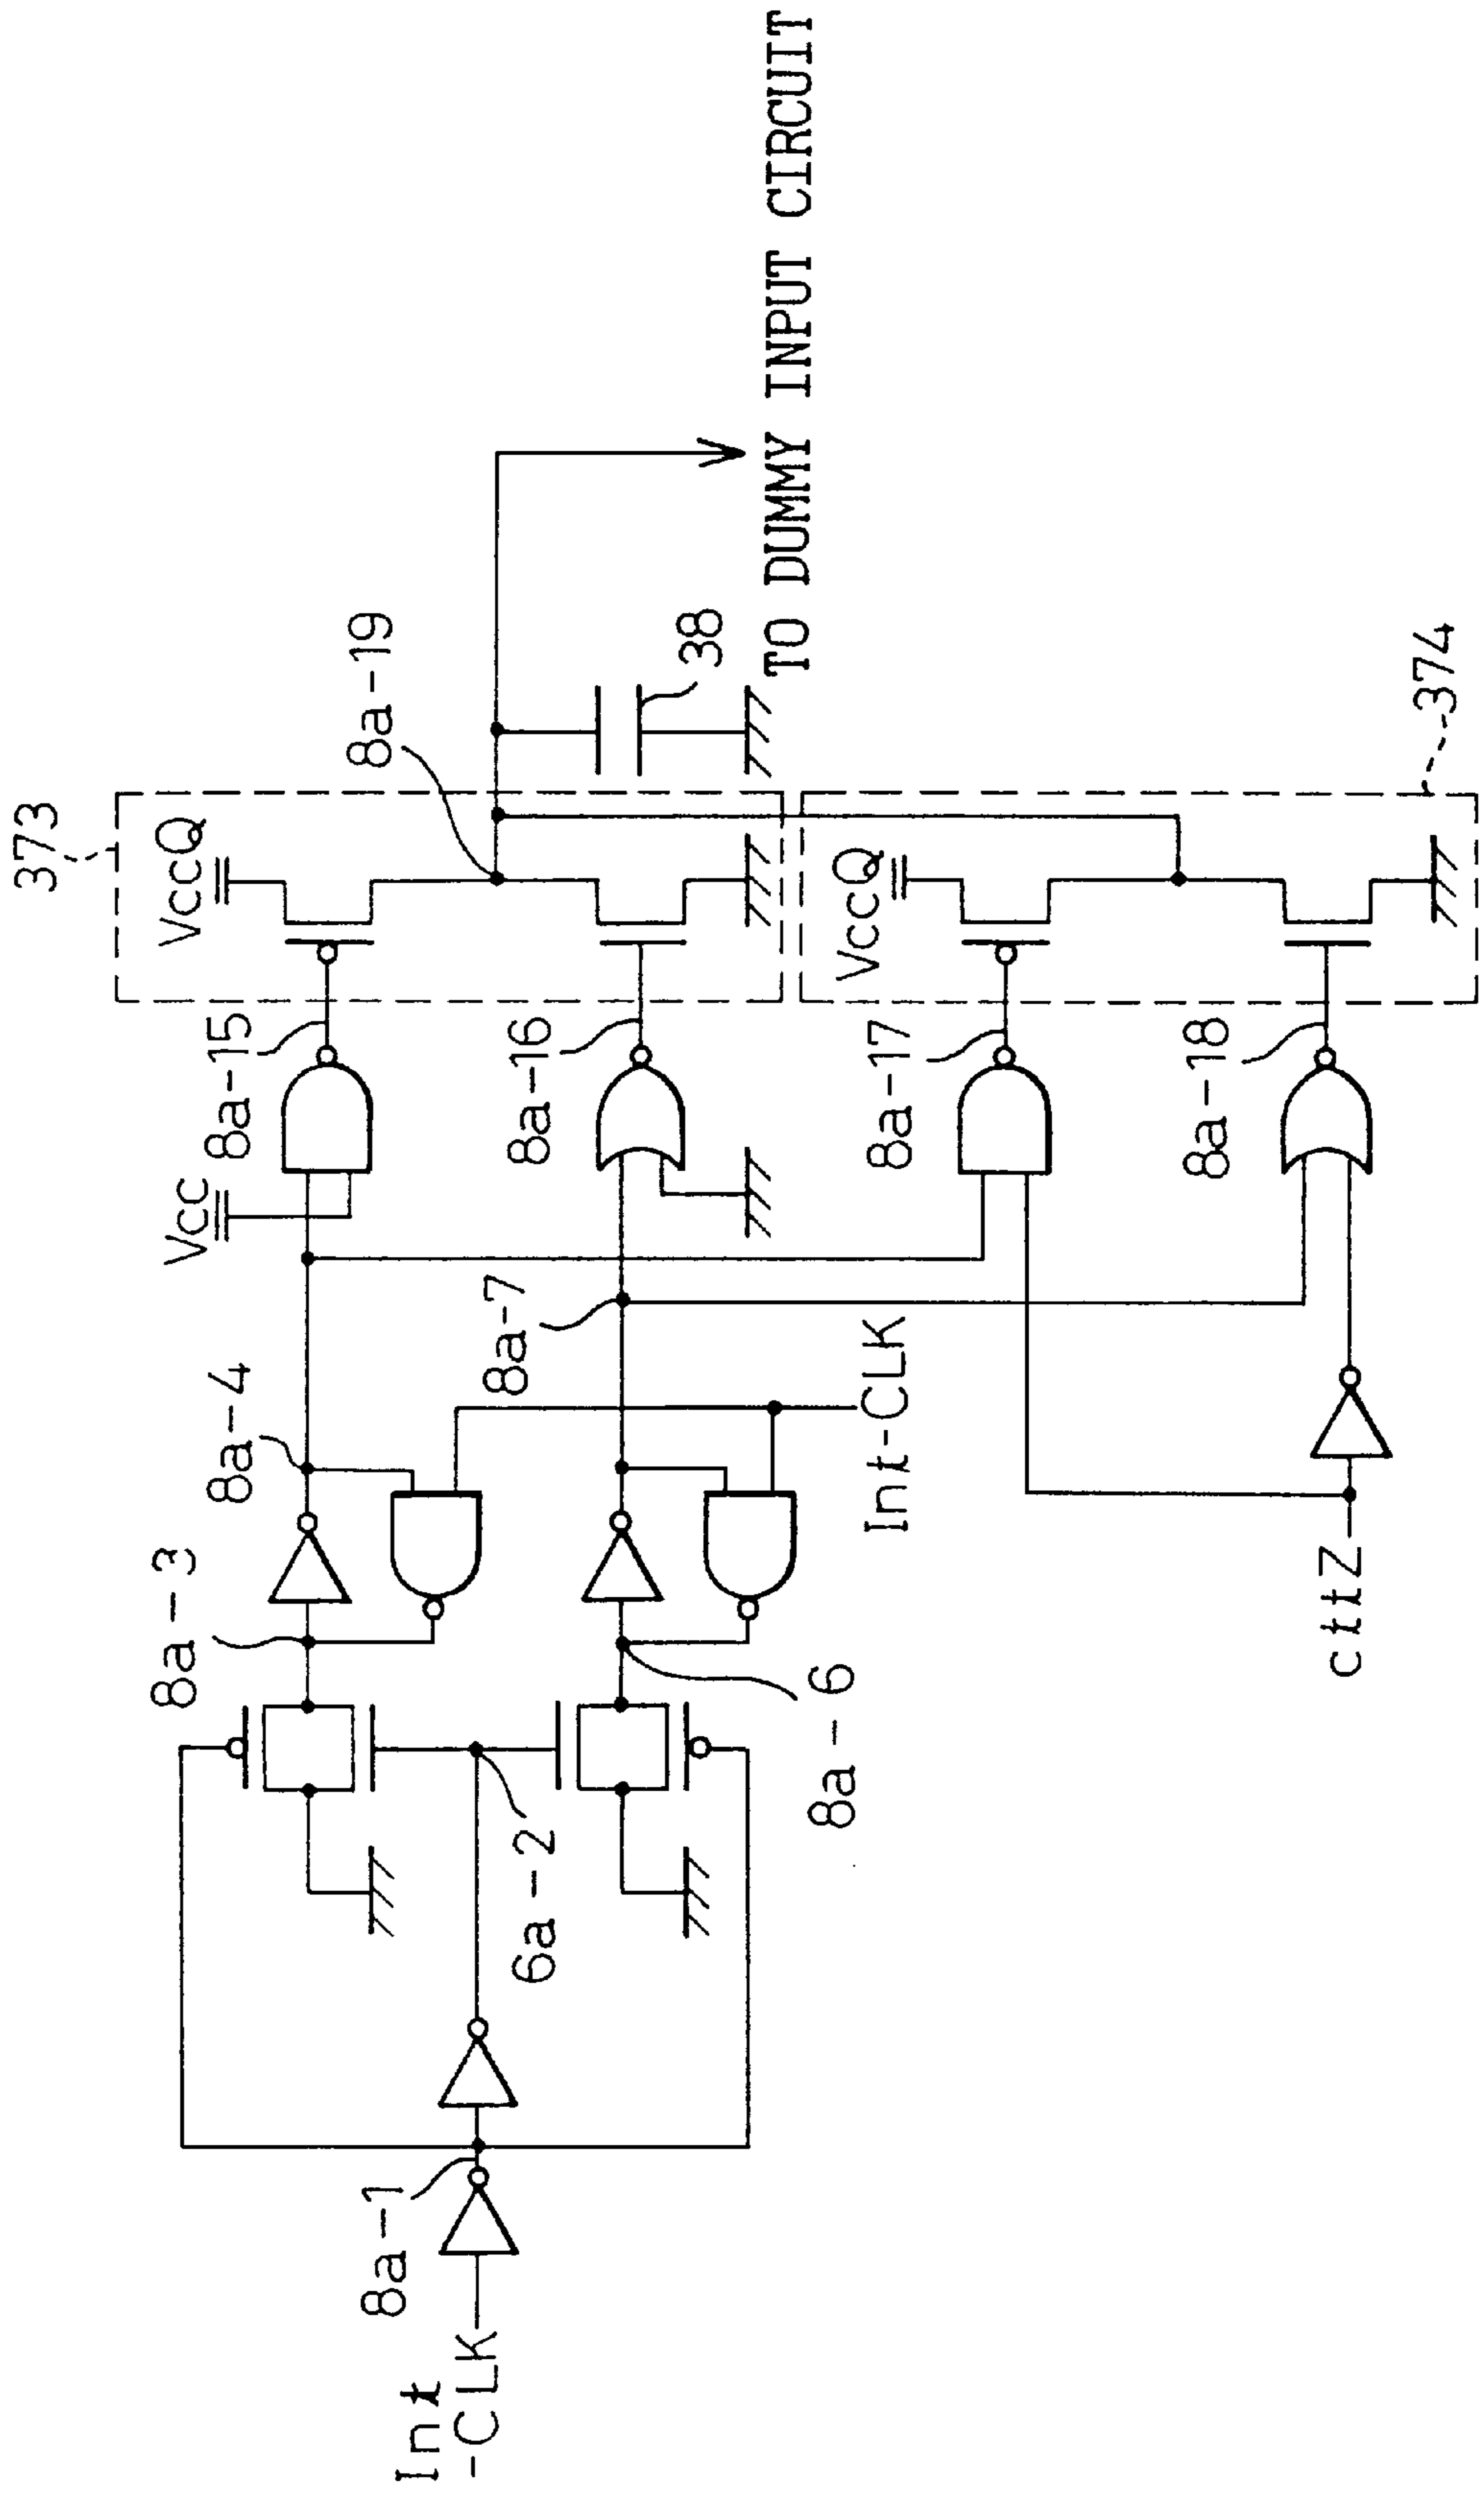 373
VccQ
8a-19
38
TO DUMMY INPUT CIRCUIT
Vcc
8a-15
8a-16
8a-3
8a-4
8a-7
VccQ
8a-17
8a-18
374
Int
-CLK
8a-1
6a-2
8a-6
Int-CLK
cttZ